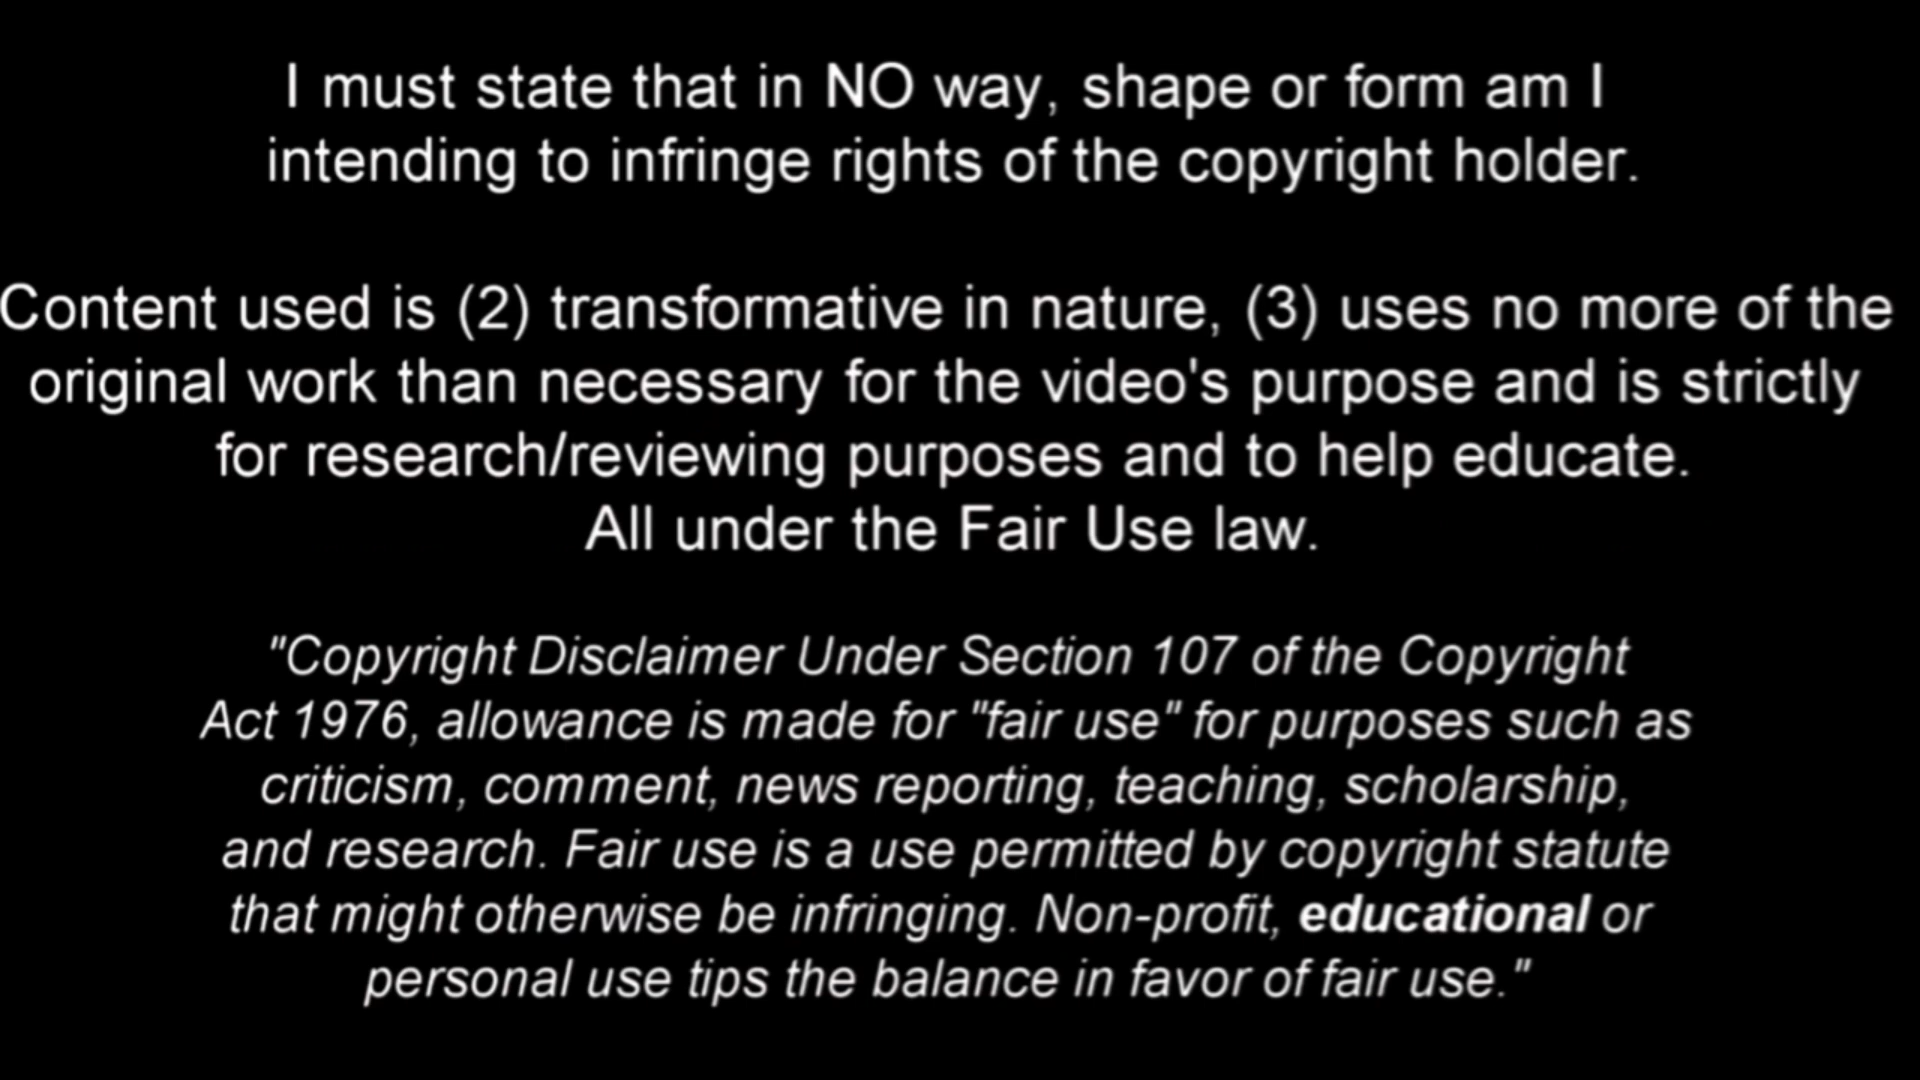 I must state that in NO way, shape or form am I
intending to infringe rights of the copyright holder.
Content used is (2) transformative in nature, (3) uses no more of the
original work than necessary for the video's purpose and is strictly
for research/reviewing purposes and to help educate.
All under the Fair Use law.
"Copyright Disclaimer Under Section 107 of the Copyright
Act 1976, allowance is made for "fair use" for purposes such as
criticism, comment, news reporting, teaching, scholarship,
and research. Fair use is a use permitted by copyright statute
that might otherwise be infringing. Non-profit, educational or
personal use tips the balance in favor of fair use."